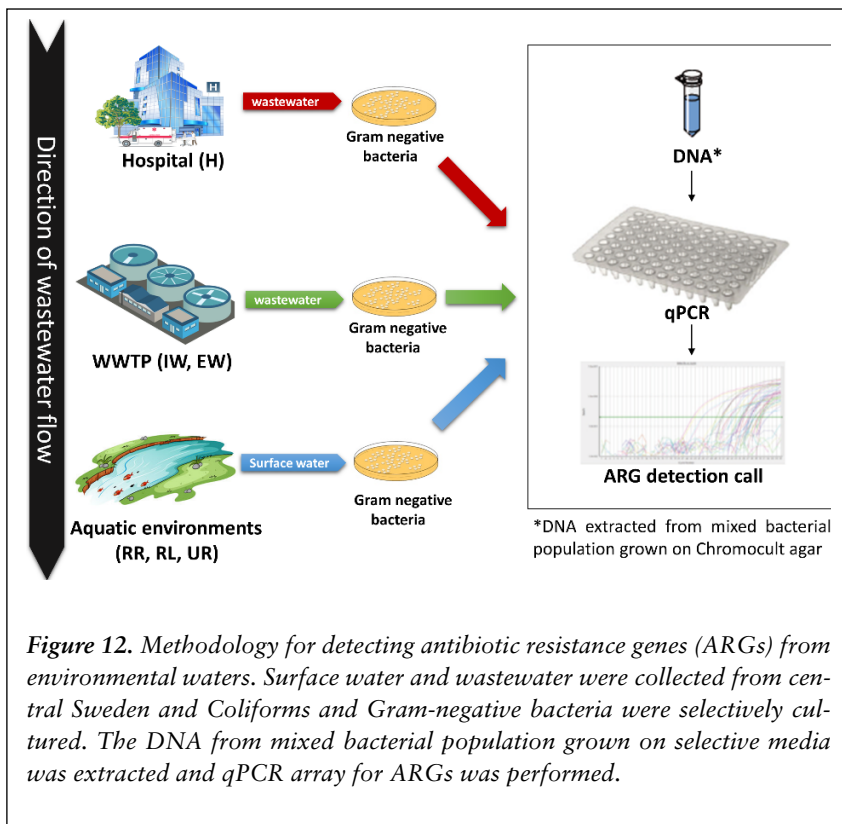 Direction of wastewater flow
H
Hospital (H)
wastewater
Gram negative
bacteria
WWTP (IW, EW)
wastewater
Gram negative
bacteria
Aquatic environments
(RR, RL, UR)
Surface water
Gram negative
bacteria
DNA*
qPCR
ARG detection call
*DNA extracted from mixed bacterial
population grown on Chromocult agar
Figure 12. Methodology for detecting antibiotic resistance genes (ARGs) from
environmental waters. Surface water and wastewater were collected from cen-
tral Sweden and Coliforms and Gram-negative bacteria were selectively cul-
tured. The DNA from mixed bacterial population grown on selective media
was extracted and qPCR array for ARGs was performed.